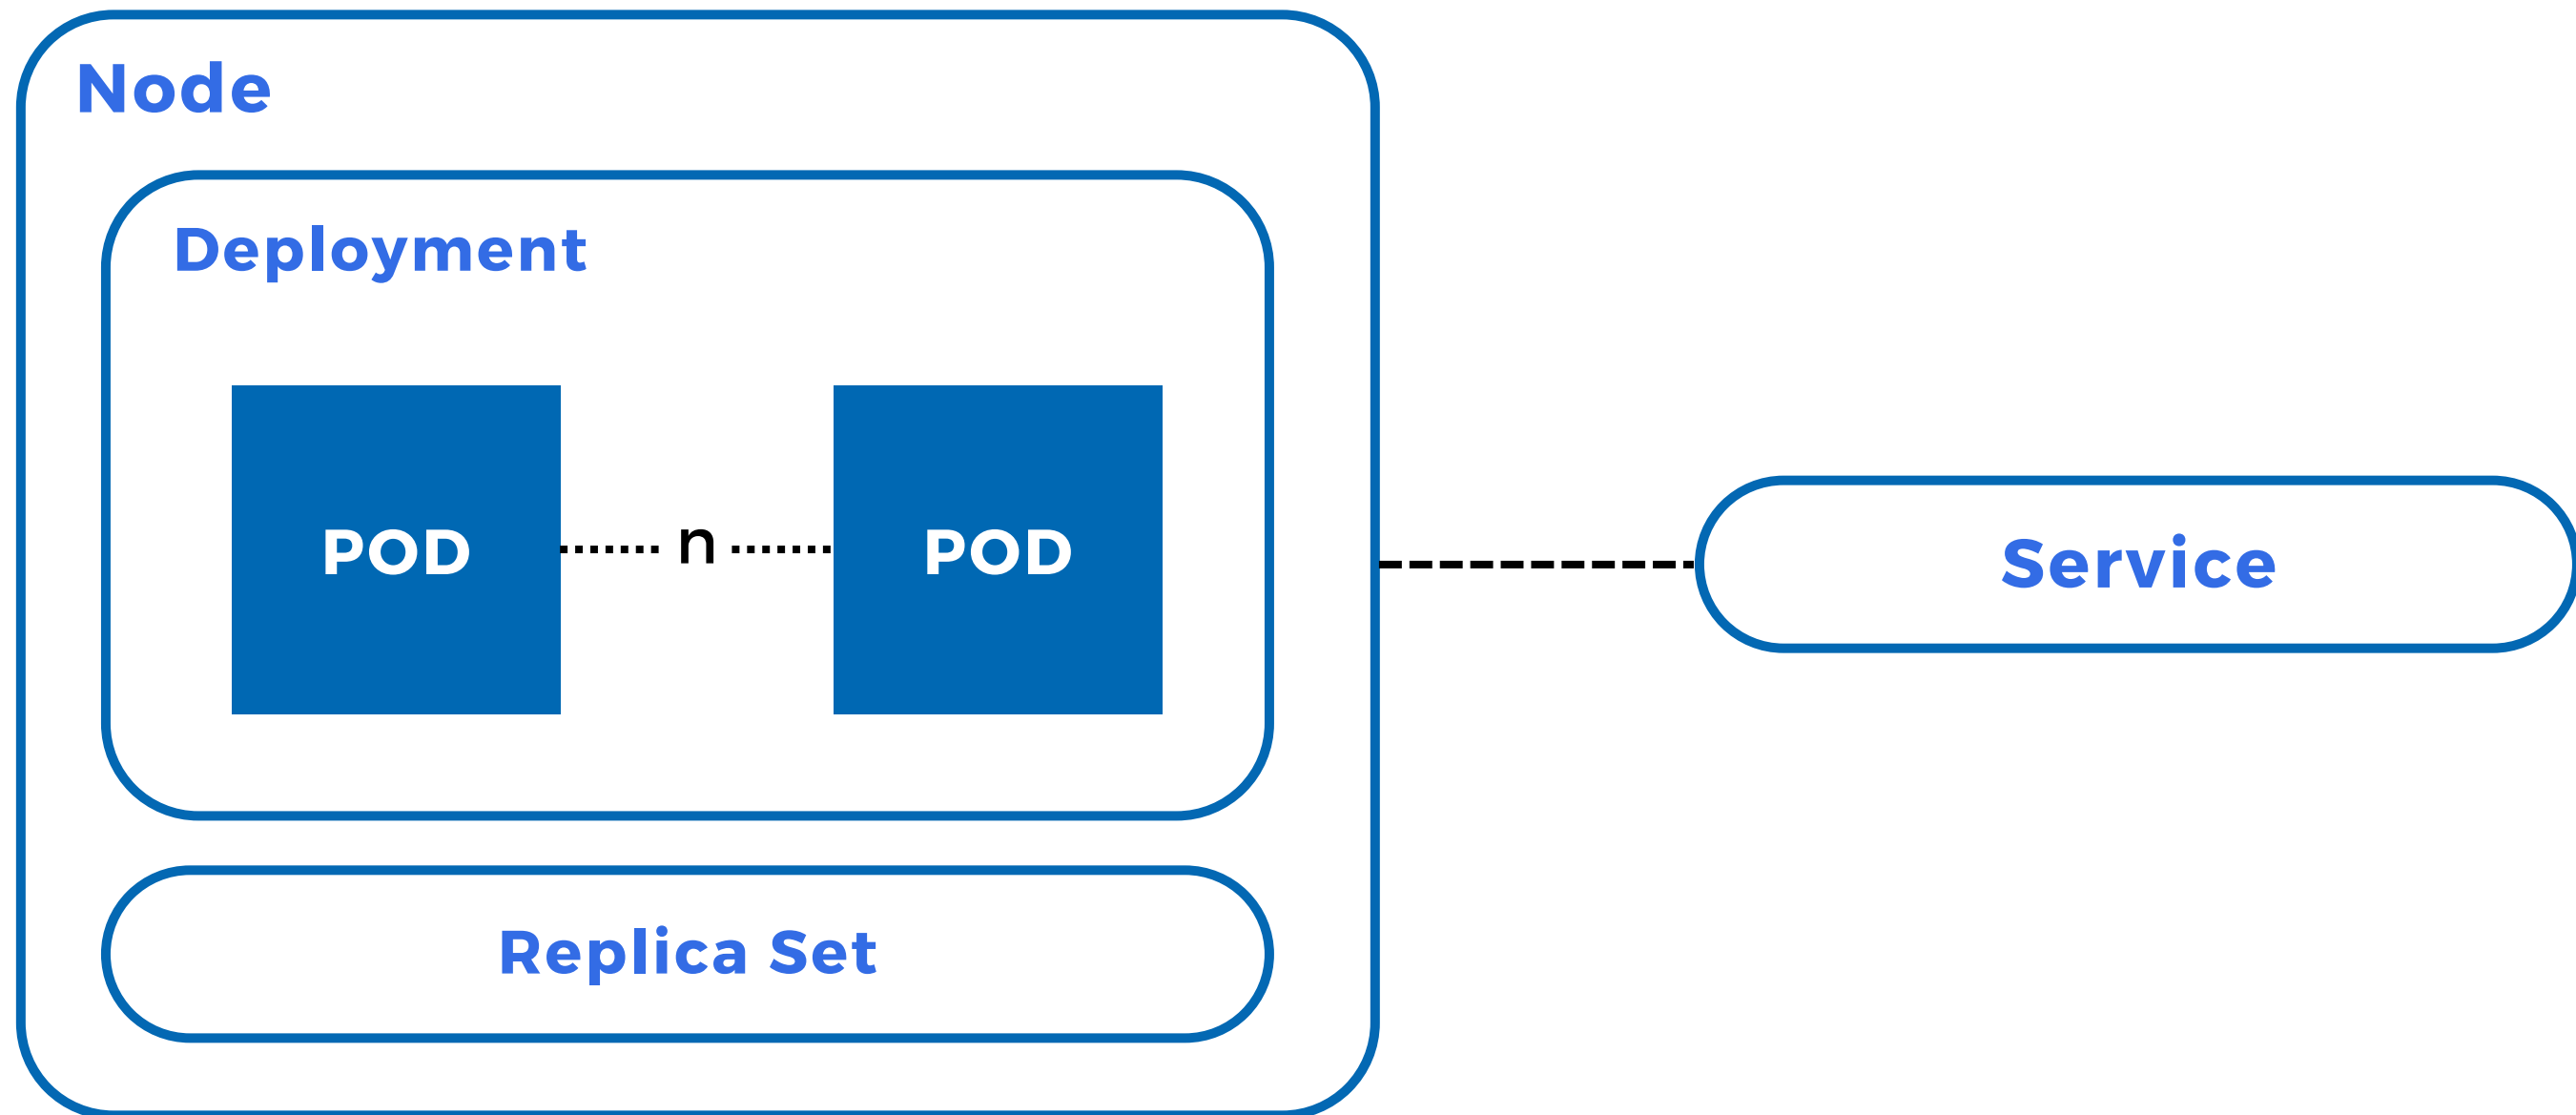 Node
Deployment
POD
n
POD
Service
Replica Set